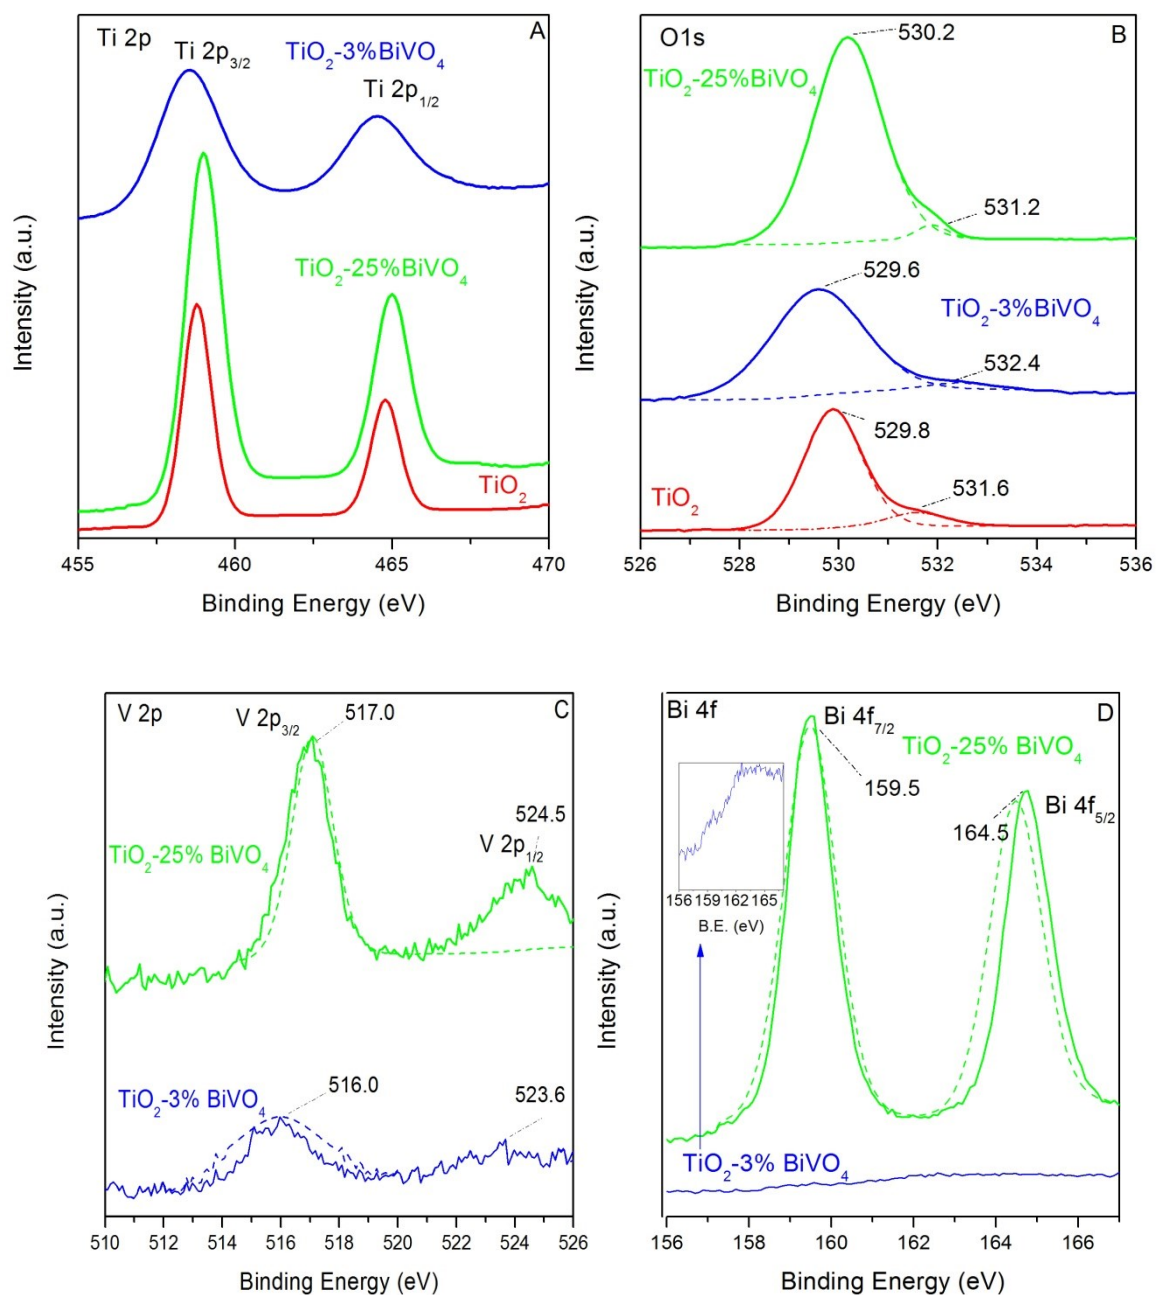 Ti 2p
A
Ti 2p3/2
TiO2-3%BiVO4
Ti 2p1/2
TiO2-25%BiVO4
TiO2
Intensity (a.u.)
455 460 465 470
Binding Energy (eV)
O1s
B
530.2
TiO2-25%BiVO4
531.2
529.6
TiO2-3%BiVO4
532.4
529.8
TiO2
531.6
Intensity (a.u.)
526 528 530 532 534 536
Binding Energy (eV)
V 2p
C
V 2p3/2
517.0
524.5
V 2p1/2
TiO2-25% BiVO4
516.0
523.6
TiO2-3% BiVO4
Intensity (a.u.)
510 512 514 516 518 520 522 524 526
Binding Energy (eV)
Bi 4f
D
Bi 4f7/2
TiO2-25% BiVO4
159.5
164.5
Bi 4f5/2
156 159 162 165
B.E. (eV)
TiO2-3% BiVO4
Intensity (a.u.)
156 158 160 162 164 166
Binding Energy (eV)